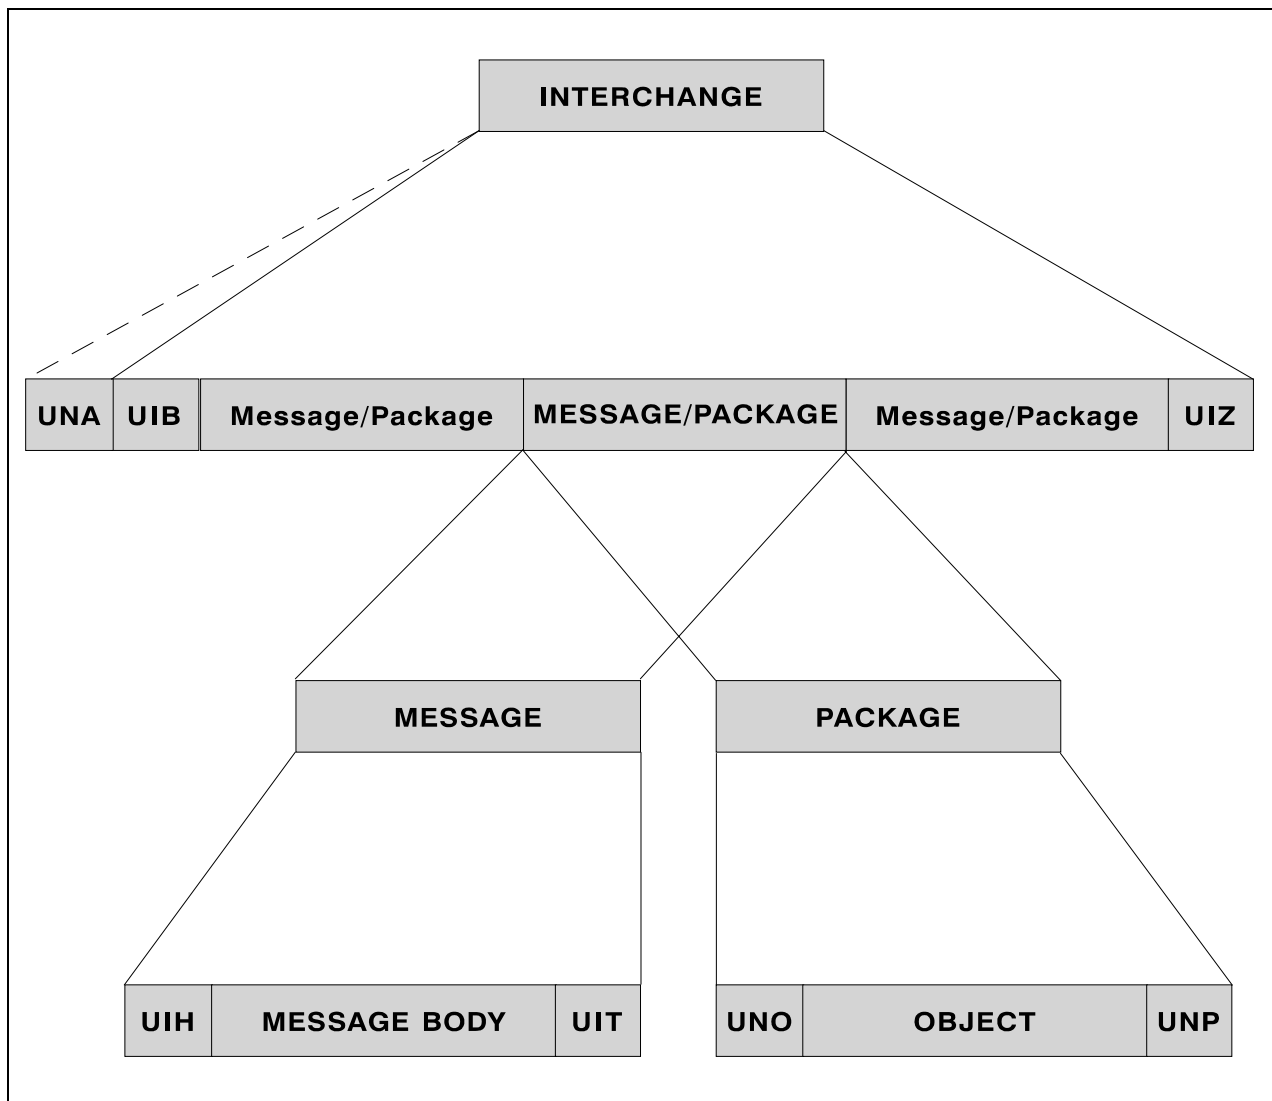 INTERCHANGE
UNA UIB Message/Package MESSAGE/PACKAGE Message/Package UIZ
MESSAGE PACKAGE
UIH MESSAGE BODY UIT UNO OBJECT UNP